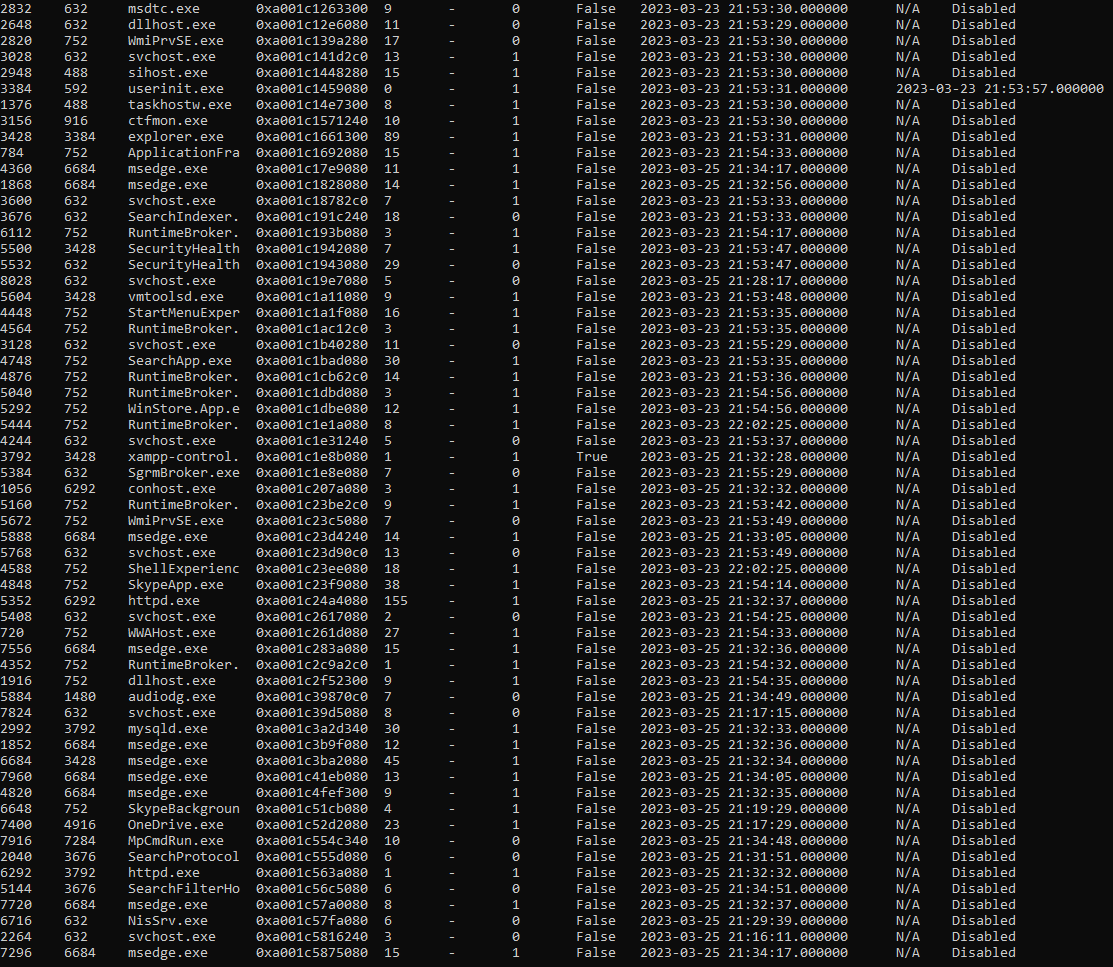 2832 632 msdtc.exe 0xa001c1263300 9 - 0 False 2023-03-23 21:53:30.000000 N/A Disabled
2648 632 dllhost.exe 0xa001c12e6080 11 - 0 False 2023-03-23 21:53:29.000000 N/A Disabled
2820 752 WmiPrvSE.exe 0xa001c139a280 17 - 0 False 2023-03-23 21:53:30.000000 N/A Disabled
3028 632 svchost.exe 0xa001c141d2c0 13 - 1 False 2023-03-23 21:53:30.000000 N/A Disabled
2948 488 sihost.exe 0xa001c1448280 15 - 1 False 2023-03-23 21:53:30.000000 N/A Disabled
3384 592 userinit.exe 0xa001c1459080 0 - 1 False 2023-03-23 21:53:31.000000 2023-03-23 21:53:57.000000 Disabled
1376 488 taskhostw.exe 0xa001c14e7300 8 - 1 False 2023-03-23 21:53:30.000000 N/A Disabled
3156 916 ctfmon.exe 0xa001c1571240 10 - 1 False 2023-03-23 21:53:30.000000 N/A Disabled
3428 3384 explorer.exe 0xa001c1661300 89 - 1 False 2023-03-23 21:53:31.000000 N/A Disabled
784 752 ApplicationFra 0xa001c1692080 15 - 1 False 2023-03-23 21:54:33.000000 N/A Disabled
4360 6684 msedge.exe 0xa001c17e9080 11 - 1 False 2023-03-25 21:34:17.000000 N/A Disabled
1868 6684 msedge.exe 0xa001c1828080 14 - 1 False 2023-03-25 21:32:56.000000 N/A Disabled
3600 632 svchost.exe 0xa001c18782c0 7 - 1 False 2023-03-23 21:53:33.000000 N/A Disabled
3676 632 SearchIndexer. 0xa001c191c240 18 - 0 False 2023-03-23 21:53:33.000000 N/A Disabled
6112 752 RuntimeBroker. 0xa001c193b080 3 - 1 False 2023-03-23 21:54:17.000000 N/A Disabled
5500 3428 SecurityHealth 0xa001c1942080 7 - 1 False 2023-03-23 21:53:47.000000 N/A Disabled
5532 632 SecurityHealth 0xa001c1943080 29 - 0 False 2023-03-23 21:53:47.000000 N/A Disabled
8028 632 svchost.exe 0xa001c19e7080 5 - 0 False 2023-03-25 21:28:17.000000 N/A Disabled
5604 3428 vmtoolsd.exe 0xa001c1a11080 9 - 1 False 2023-03-23 21:53:48.000000 N/A Disabled
4448 752 StartMenuExper 0xa001c1a1f080 16 - 1 False 2023-03-23 21:53:35.000000 N/A Disabled
4564 752 RuntimeBroker. 0xa001c1ac12c0 3 - 1 False 2023-03-23 21:53:35.000000 N/A Disabled
3128 632 svchost.exe 0xa001c1b40280 11 - 0 False 2023-03-23 21:55:29.000000 N/A Disabled
4748 752 SearchApp.exe 0xa001c1bad080 30 - 1 False 2023-03-23 21:53:35.000000 N/A Disabled
4876 752 RuntimeBroker. 0xa001c1cb62c0 14 - 1 False 2023-03-23 21:53:36.000000 N/A Disabled
5040 752 RuntimeBroker. 0xa001c1dbd080 3 - 1 False 2023-03-23 21:54:56.000000 N/A Disabled
5292 752 WinStore.App.e 0xa001c1dbe080 12 - 1 False 2023-03-23 21:54:56.000000 N/A Disabled
5444 752 RuntimeBroker. 0xa001c1e1a080 8 - 1 False 2023-03-23 22:02:25.000000 N/A Disabled
4244 632 svchost.exe 0xa001c1e31240 5 - 0 False 2023-03-23 21:53:37.000000 N/A Disabled
3792 3428 xampp-control. 0xa001c1e8b080 1 - 1 True 2023-03-25 21:32:28.000000 N/A Disabled
5384 632 SgrmBroker.exe 0xa001c1e8e080 7 - 0 False 2023-03-23 21:55:29.000000 N/A Disabled
1056 6292 conhost.exe 0xa001c207a080 3 - 1 False 2023-03-25 21:32:32.000000 N/A Disabled
5160 752 RuntimeBroker. 0xa001c23be2c0 9 - 1 False 2023-03-23 21:53:42.000000 N/A Disabled
5672 752 WmiPrvSE.exe 0xa001c23c5080 7 - 0 False 2023-03-23 21:53:49.000000 N/A Disabled
5888 6684 msedge.exe 0xa001c23d4240 14 - 1 False 2023-03-25 21:33:05.000000 N/A Disabled
5768 632 svchost.exe 0xa001c23d90c0 13 - 0 False 2023-03-23 21:53:49.000000 N/A Disabled
4588 752 ShellExperienc 0xa001c23ee080 18 - 1 False 2023-03-23 22:02:25.000000 N/A Disabled
4848 752 SkypeApp.exe 0xa001c23f9080 38 - 1 False 2023-03-23 21:54:14.000000 N/A Disabled
5352 6292 httpd.exe 0xa001c24a4080 155 - 1 False 2023-03-25 21:32:37.000000 N/A Disabled
5408 632 svchost.exe 0xa001c2617080 2 - 0 False 2023-03-23 21:54:25.000000 N/A Disabled
720 752 WWAHost.exe 0xa001c261d080 27 - 1 False 2023-03-23 21:54:33.000000 N/A Disabled
7556 6684 msedge.exe 0xa001c283a080 15 - 1 False 2023-03-25 21:32:36.000000 N/A Disabled
4352 752 RuntimeBroker. 0xa001c2c9a2c0 1 - 1 False 2023-03-23 21:54:32.000000 N/A Disabled
1916 752 dllhost.exe 0xa001c2f52300 9 - 1 False 2023-03-23 21:54:35.000000 N/A Disabled
5884 1480 audiodg.exe 0xa001c39870c0 7 - 0 False 2023-03-25 21:34:49.000000 N/A Disabled
7824 632 svchost.exe 0xa001c39d5080 8 - 0 False 2023-03-25 21:17:15.000000 N/A Disabled
2992 3792 mysqld.exe 0xa001c3a2d340 30 - 1 False 2023-03-25 21:32:33.000000 N/A Disabled
1852 6684 msedge.exe 0xa001c3b9f080 12 - 1 False 2023-03-25 21:32:36.000000 N/A Disabled
6684 3428 msedge.exe 0xa001c3ba2080 45 - 1 False 2023-03-25 21:32:34.000000 N/A Disabled
7960 6684 msedge.exe 0xa001c41eb080 13 - 1 False 2023-03-25 21:34:05.000000 N/A Disabled
4820 6684 msedge.exe 0xa001c4fef300 9 - 1 False 2023-03-25 21:32:35.000000 N/A Disabled
6648 752 SkypeBackgroun 0xa001c51cb080 4 - 1 False 2023-03-25 21:19:29.000000 N/A Disabled
7400 4916 OneDrive.exe 0xa001c52d2080 23 - 1 False 2023-03-25 21:17:29.000000 N/A Disabled
7916 7284 MpCmdRun.exe 0xa001c554c340 10 - 0 False 2023-03-25 21:34:48.000000 N/A Disabled
2040 3676 SearchProtocol 0xa001c555d080 6 - 0 False 2023-03-25 21:31:51.000000 N/A Disabled
6292 3792 httpd.exe 0xa001c563a080 1 - 1 False 2023-03-25 21:32:32.000000 N/A Disabled
5144 3676 SearchFilterHo 0xa001c56c5080 6 - 0 False 2023-03-25 21:34:51.000000 N/A Disabled
7720 6684 msedge.exe 0xa001c57a0080 8 - 1 False 2023-03-25 21:32:37.000000 N/A Disabled
6716 632 NisSrv.exe 0xa001c57fa080 6 - 0 False 2023-03-25 21:29:39.000000 N/A Disabled
2264 632 svchost.exe 0xa001c5816240 3 - 0 False 2023-03-25 21:16:11.000000 N/A Disabled
7296 6684 msedge.exe 0xa001c5875080 15 - 1 False 2023-03-25 21:34:17.000000 N/A Disabled